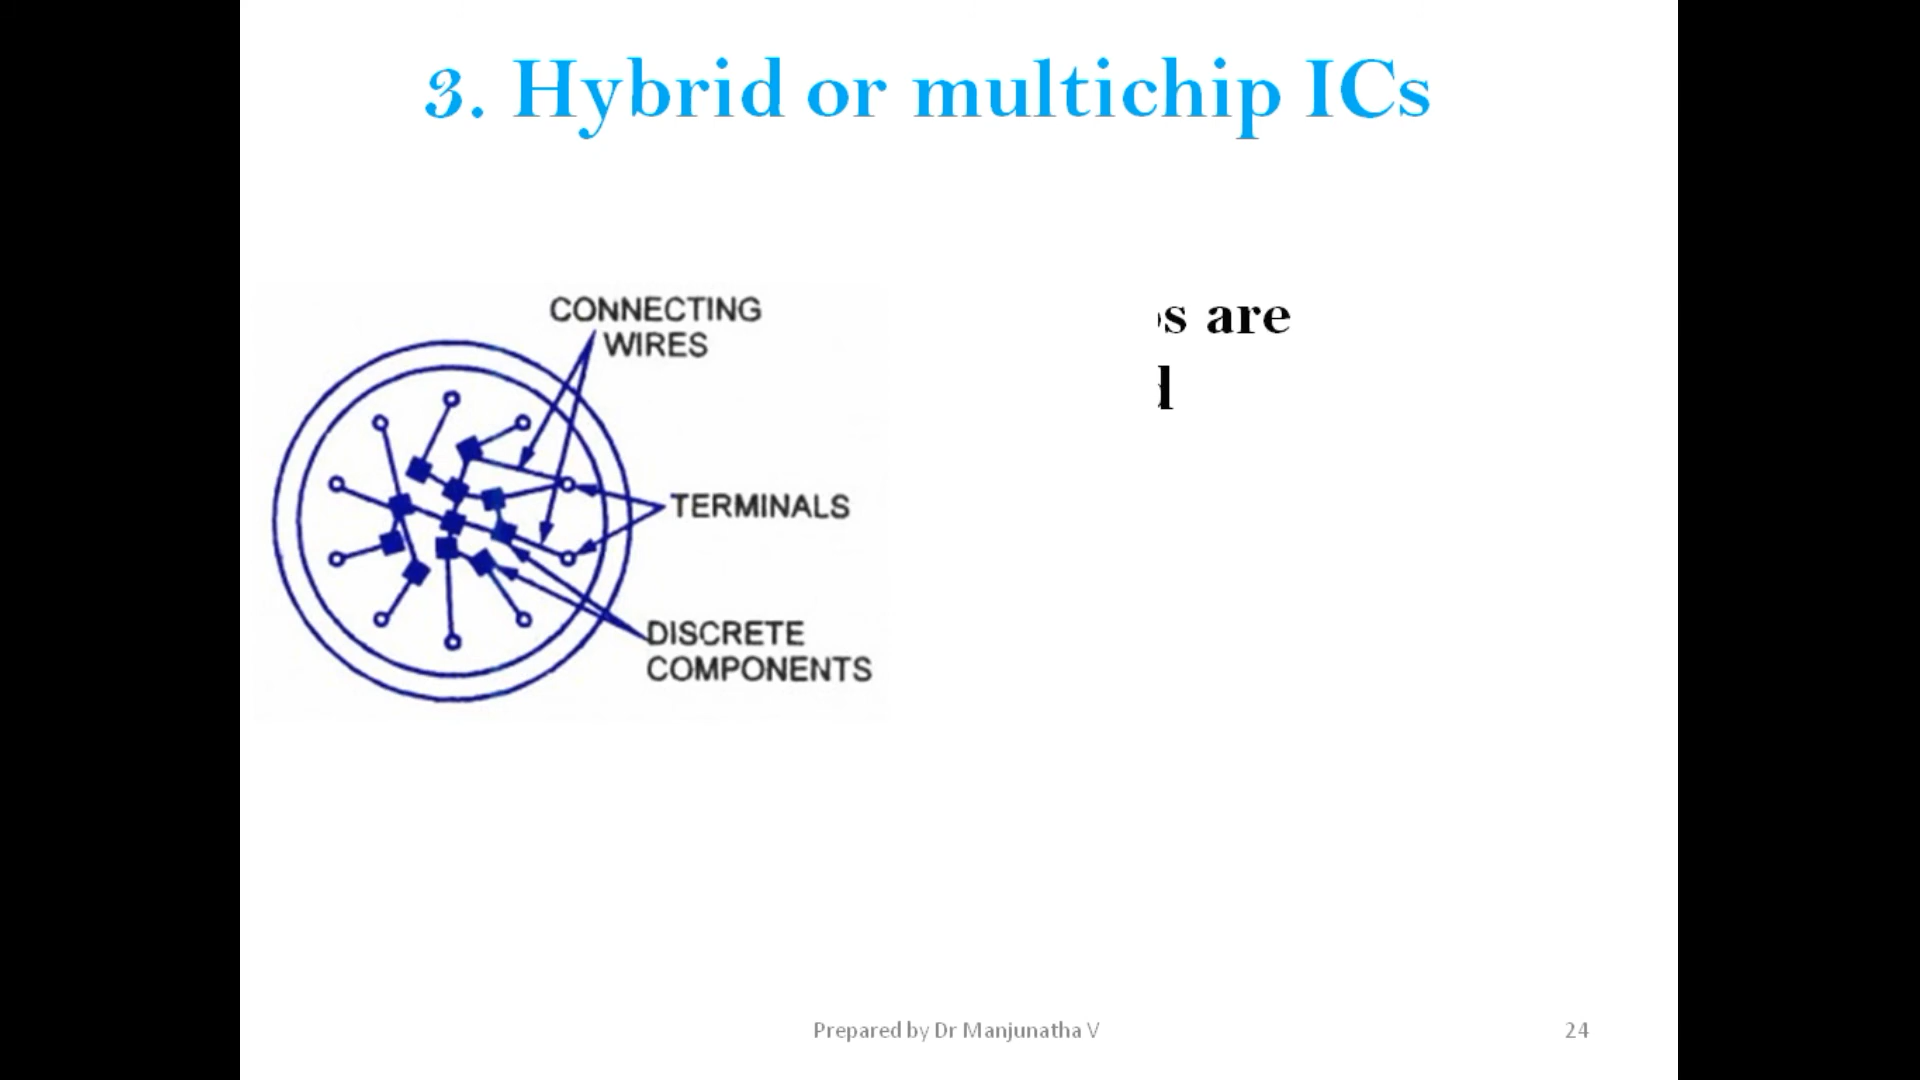 3. Hybrid or multichip ICs
CONNECTING
WIRES
are
TERMINALS
DISCRETE
COMPONENTS
Prepared by Dr Manjunatha V
24